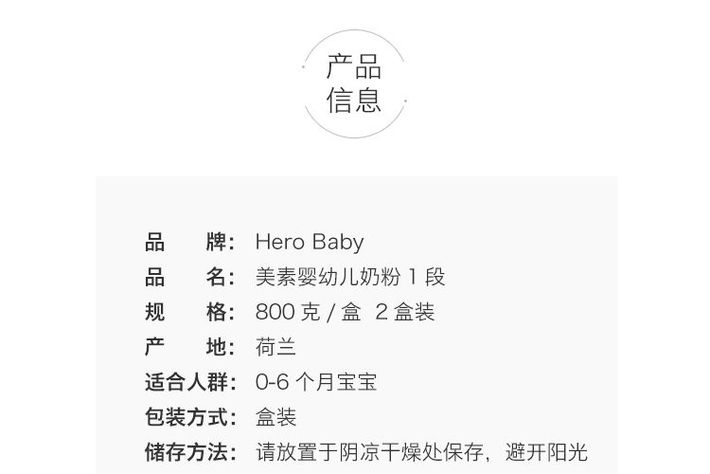 产品
信息
品 牌： Hero Baby
品 名： 美素婴幼儿奶粉 1 段
规 格： 800 克 / 盒 2 盒装
产 地： 荷兰
适合人群： 0-6 个月宝宝
包装方式： 盒装
储存方法： 请放置于阴凉干燥处保存，避开阳光